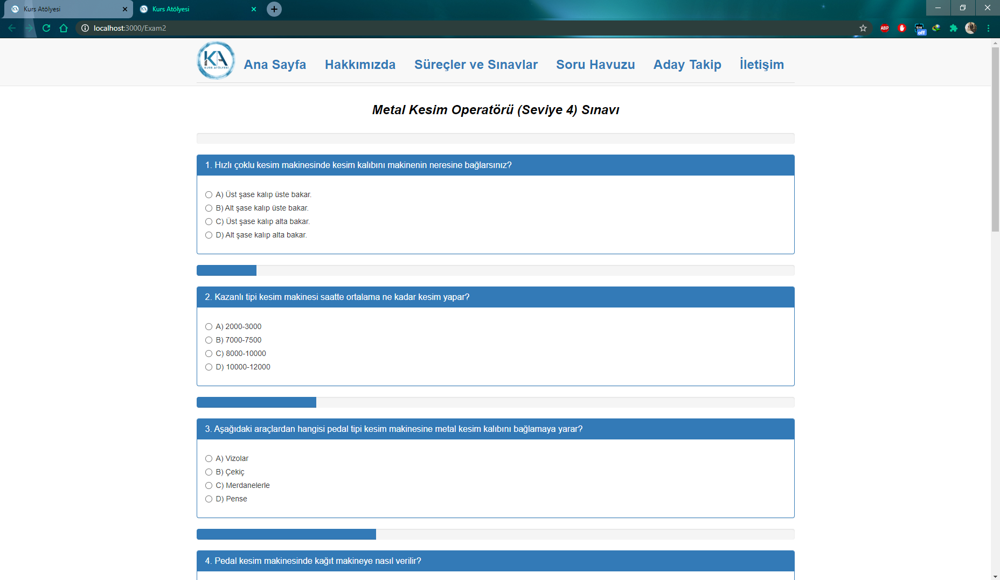 Kurs Atölyesi
Kurs Atölyesi
localhost:3000/Exam2
ABP
off
KA
KURS ATÖLYESİ
Ana Sayfa Hakkımızda Süreçler ve Sınavlar Soru Havuzu Aday Takip İletişim
Metal Kesim Operatörü (Seviye 4) Sınavı
1. Hızlı çoklu kesim makinesinde kesim kalıbını makinenin neresine bağlarsınız?
A) Üst şase kalıp üste bakar.
B) Alt şase kalıp üste bakar.
C) Üst şase kalıp alta bakar.
D) Alt şase kalıp alta bakar.
2. Kazanlı tipi kesim makinesi saatte ortalama ne kadar kesim yapar?
A) 2000-3000
B) 7000-7500
C) 8000-10000
D) 10000-12000
3. Aşağıdaki araçlardan hangisi pedal tipi kesim makinesine metal kesim kalıbını bağlamaya yarar?
A) Vizolar
B) Çekiç
C) Merdanelerle
D) Pense
4. Pedal kesim makinesinde kağıt makineye nasıl verilir?